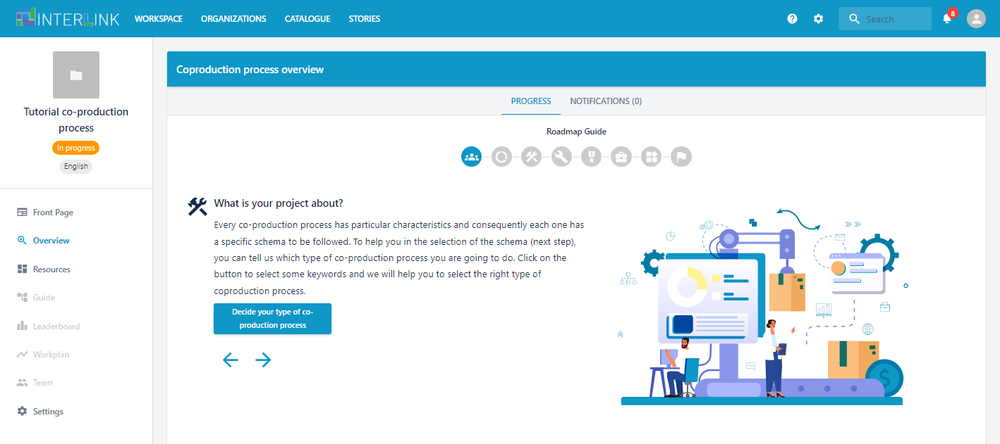 INTERLINK
WORKSPACE
ORGANIZATIONS
CATALOGUE
STORIES
Search
8
Tutorial co-production
process
In progress
English
Front Page
Overview
Resources
Guide
Leaderboard
Workplan
Team
Settings
Coproduction process overview
PROGRESS
NOTIFICATIONS (0)
Roadmap Guide
What is your project about?
Every co-production process has particular characteristics and consequently each one has
a specific schema to be followed. To help you in the selection of the schema (next step),
you can tell us which type of co-production process you are going to do. Click on the
button to select some keywords and we will help you to select the right type of
coproduction process.
Decide your type of co-
production process
$